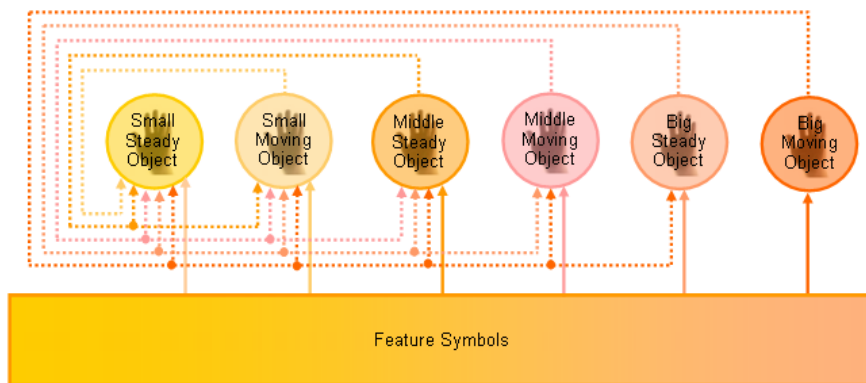 Small
Steady
Object
Small
Moving
Object
Middle
Steady
Object
Middle
Moving
Object
Big
Steady
Object
Big
Moving
Object
Feature Symbols